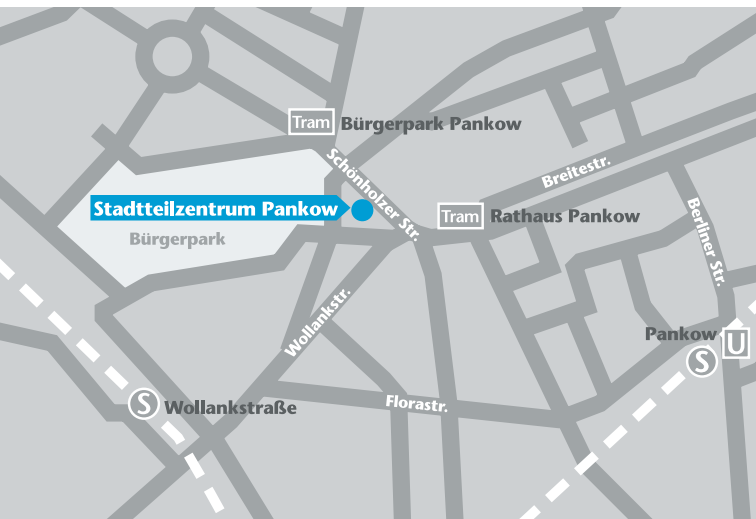 Tram Bürgerpark Pankow
Schönholzer Str.
Breitestr.
Stadtteilzentrum Pankow
Tram Rathaus Pankow
Bürgerpark
Berliner Str.
Wollankstr.
Pankow U
S
S Wollankstraße
Florastr.